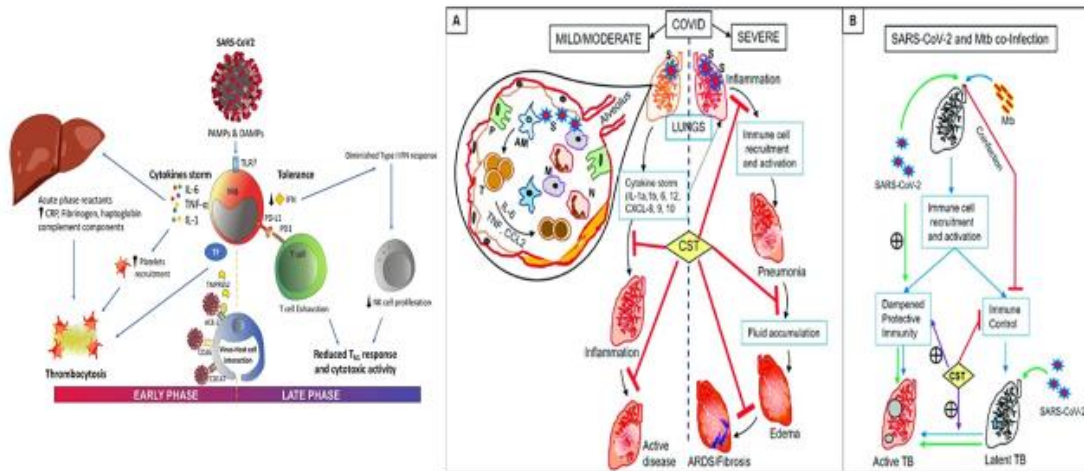 SARS-CoV2
PAMPs & DAMPs
TLR?
Cytokines storm
IL-6
TNF-α
IL-1
Acute phase reactants
CRP, Fibrinogen, haptoglobin
complement components
Platelets
recruitment
Thrombocytosis
Diminished Type I IFN response
Tolerance
IFN
PD-L1
PD1
T cell
T cell Exhaustion
NK cell proliferation
TF
TMPRSS2
Virus-Host cell
interaction
Reduced
response
and cytotoxic activity
EARLY PHASE
LATE PHASE
A
COVID
MILD/MODERATE
SEVERE
S
S
S
Inflammation
Alveolus
LUNGS
P
S
AM
T
M
N
IL-6
TNF, CCL2
Cytokine storm
(IL-1a,1b, 6, 12,
CXCL-8, 9, 10
Immune cell
recruitment
and activation
CST
Pneumonia
Fluid accumulation
Inflammation
Edema
Active
disease
ARDS/Fibrosis
B
SARS-CoV-2 and Mtb co-Infection
Mtb
Coinfection
SARS-CoV-2
Immune cell
recruitment
and activation
Dampened
Protective
Immunity
Immune
Control
CST
SARS-CoV-2
Active TB
Latent TB